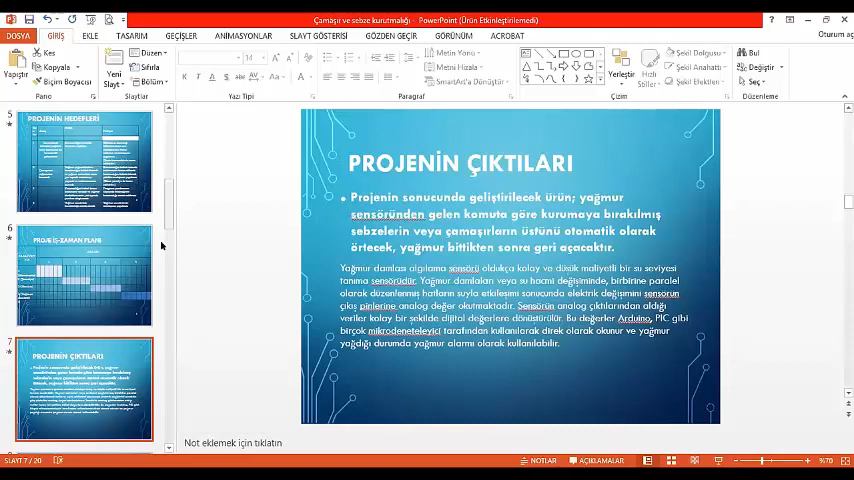 Çamaşır ve sebze kurutmalığı - PowerPoint (Ürün Etkinleştirilemedi)
DOSYA GİRİŞ EKLE TASARIM GEÇİŞLER ANİMASYONLAR SLAYT GÖSTERİSİ GÖZDEN GEÇİR GÖRÜNÜM ACROBAT Oturum aç
Yapıştır
Kes
Kopyala
Biçim Boyacısı
Pano
Yeni
Slayt
Düzen
Sıfırla
Bölüm
Slaytlar
14
K T A S abc AV Aa A
Yazı Tipi
Metin Yönü
Metni Hizala
SmartArt'a Dönüştür
Paragraf
Yerleştir
Hızlı
Stiller
Şekil Dolgusu
Şekil Anahattı
Şekil Efektleri
Çizim
Bul
Değiştir
Seç
Düzenleme
5
PROJENİN HEDEFLERİ
6
PROJE İŞ-ZAMAN PLANI
7
PROJENİN ÇIKTILARI
PROJENİN ÇIKTILARI
• Projenin sonucunda geliştirilecek ürün; yağmur
sensöründen gelen komuta göre kurumaya bırakılmış
sebzelerin veya çamaşırların üstünü otomatik olarak
örtecek, yağmur bittikten sonra geri açacaktır.
Yağmur damlası algılama sensörü oldukça kolay ve düşük maliyetli bir su seviyesi
tanıma sensörüdür. Yağmur damlaları veya su hacmi değişiminde, birbirine paralel
olarak düzenlenmiş hatların suyla etkileşimi sonucunda elektrik değişimini sensörün
çıkış pinlerine analog değer okutmaktadır. Sensörün analog çıktılarından aldığı
veriler kolay bir şekilde dijital değerlere dönüştürülür. Bu değerler Arduino, PIC gibi
birçok mikrodeneteleyici tarafından kullanılarak direk olarak okunur ve yağmur
yağdığı durumda yağmur alarmı olarak kullanılabilir.
Not eklemek için tıklatın
SLAYT 7 / 20 NOTLAR AÇIKLAMALAR %70